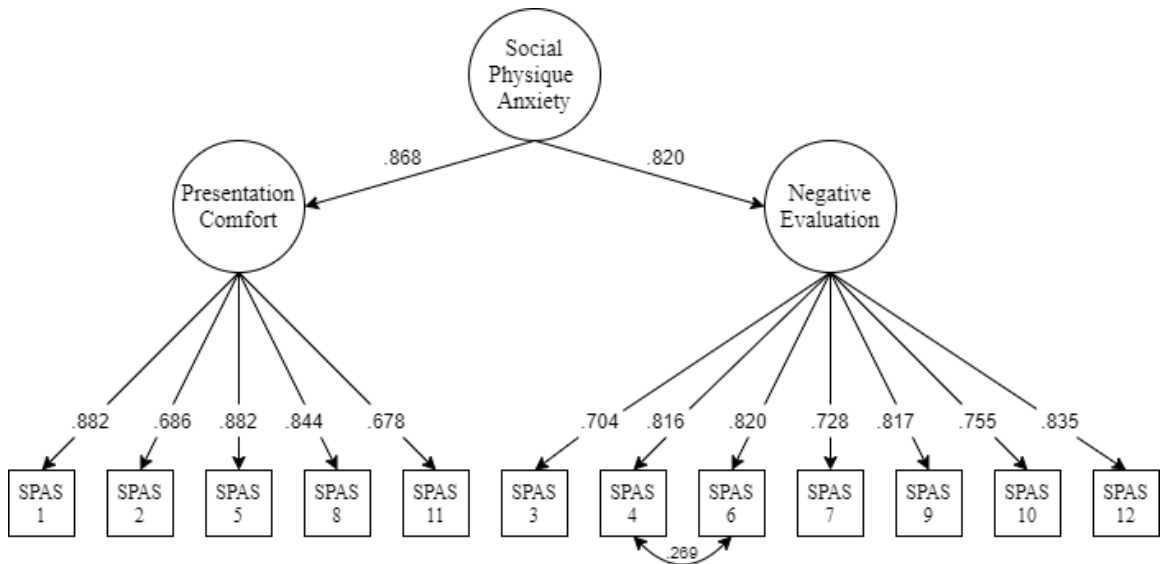 Social
Physique
Anxiety
.868
.820
Presentation
Comfort
Negative
Evaluation
.882
.686
.882
.844
.678
.704
.816
.820
.728
.817
.755
.835
SPAS
1
SPAS
2
SPAS
5
SPAS
8
SPAS
11
SPAS
3
SPAS
4
SPAS
6
SPAS
7
SPAS
9
SPAS
10
SPAS
12
.269